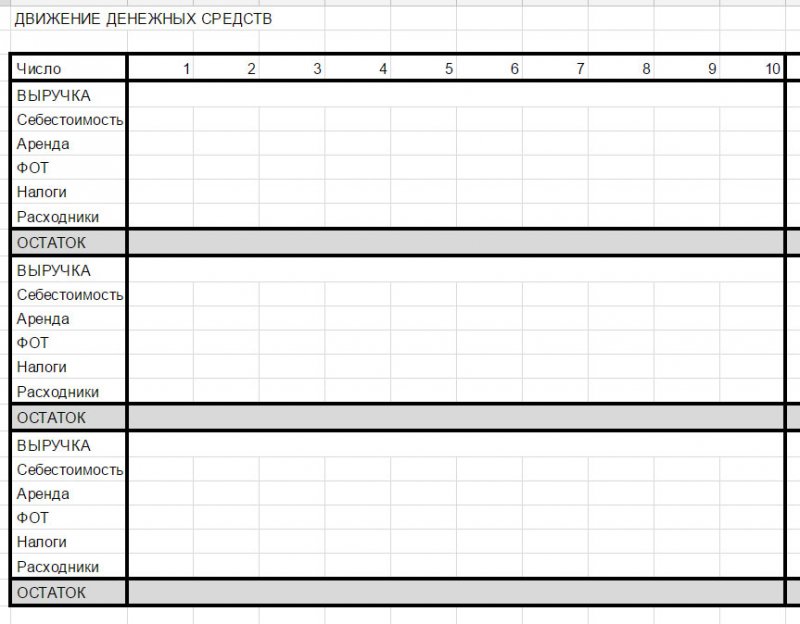 ДВИЖЕНИЕ ДЕНЕЖНЫХ СРЕДСТВ
Число 1 2 3 4 5 6 7 8 9 10
ВЫРУЧКА
Себестоимость
Аренда
ФОТ
Налоги
Расходники
ОСТАТОК
ВЫРУЧКА
Себестоимость
Аренда
ФОТ
Налоги
Расходники
ОСТАТОК
ВЫРУЧКА
Себестоимость
Аренда
ФОТ
Налоги
Расходники
ОСТАТОК